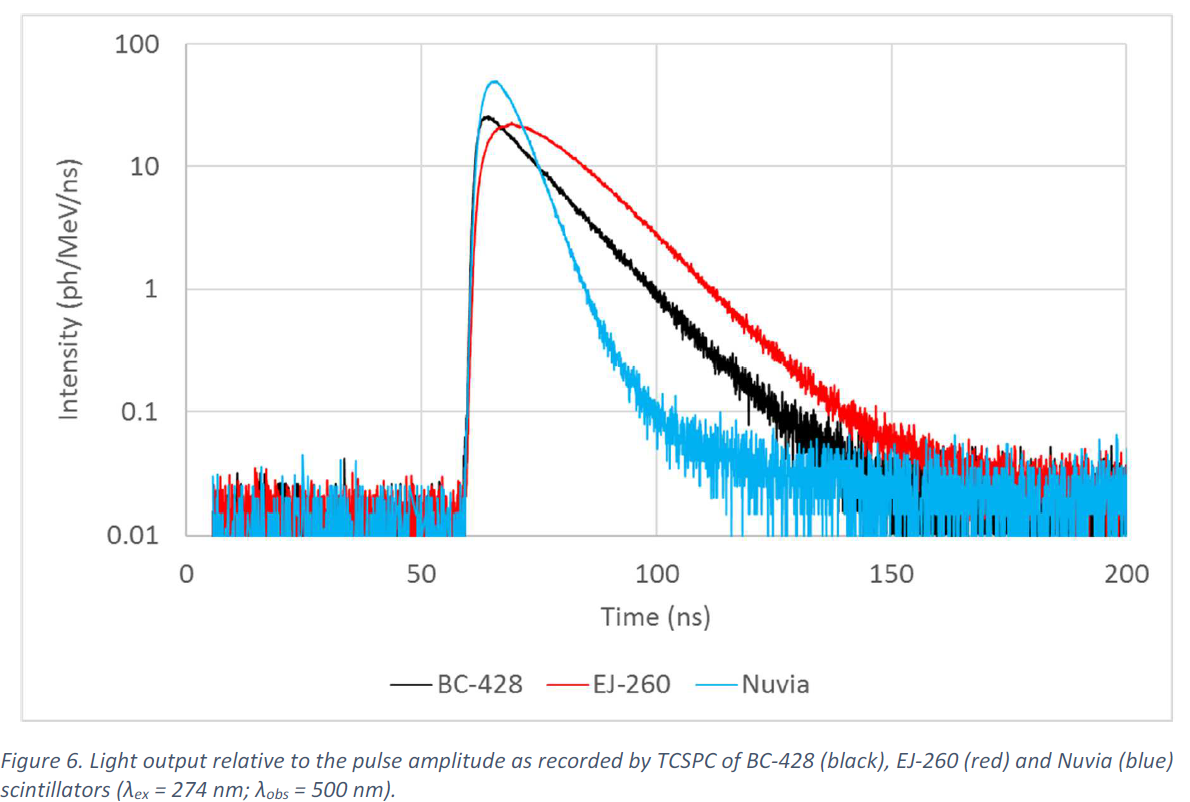 100
10
1
0.1
0.01
Intensity (ph/MeV/ns)
0 50 100 150 200
Time (ns)
BC-428 EJ-260 Nuvia
Figure 6. Light output relative to the pulse amplitude as recorded by TCSPC of BC-428 (black), EJ-260 (red) and Nuvia (blue)
scintillators (λex = 274 nm; λobs = 500 nm).